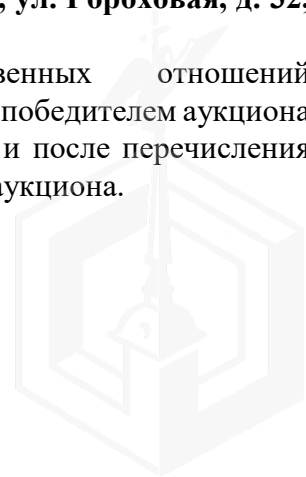 ул. Гороховая, д. 32,
венных отношений
победителем аукциона
и после перечисления
аукциона.